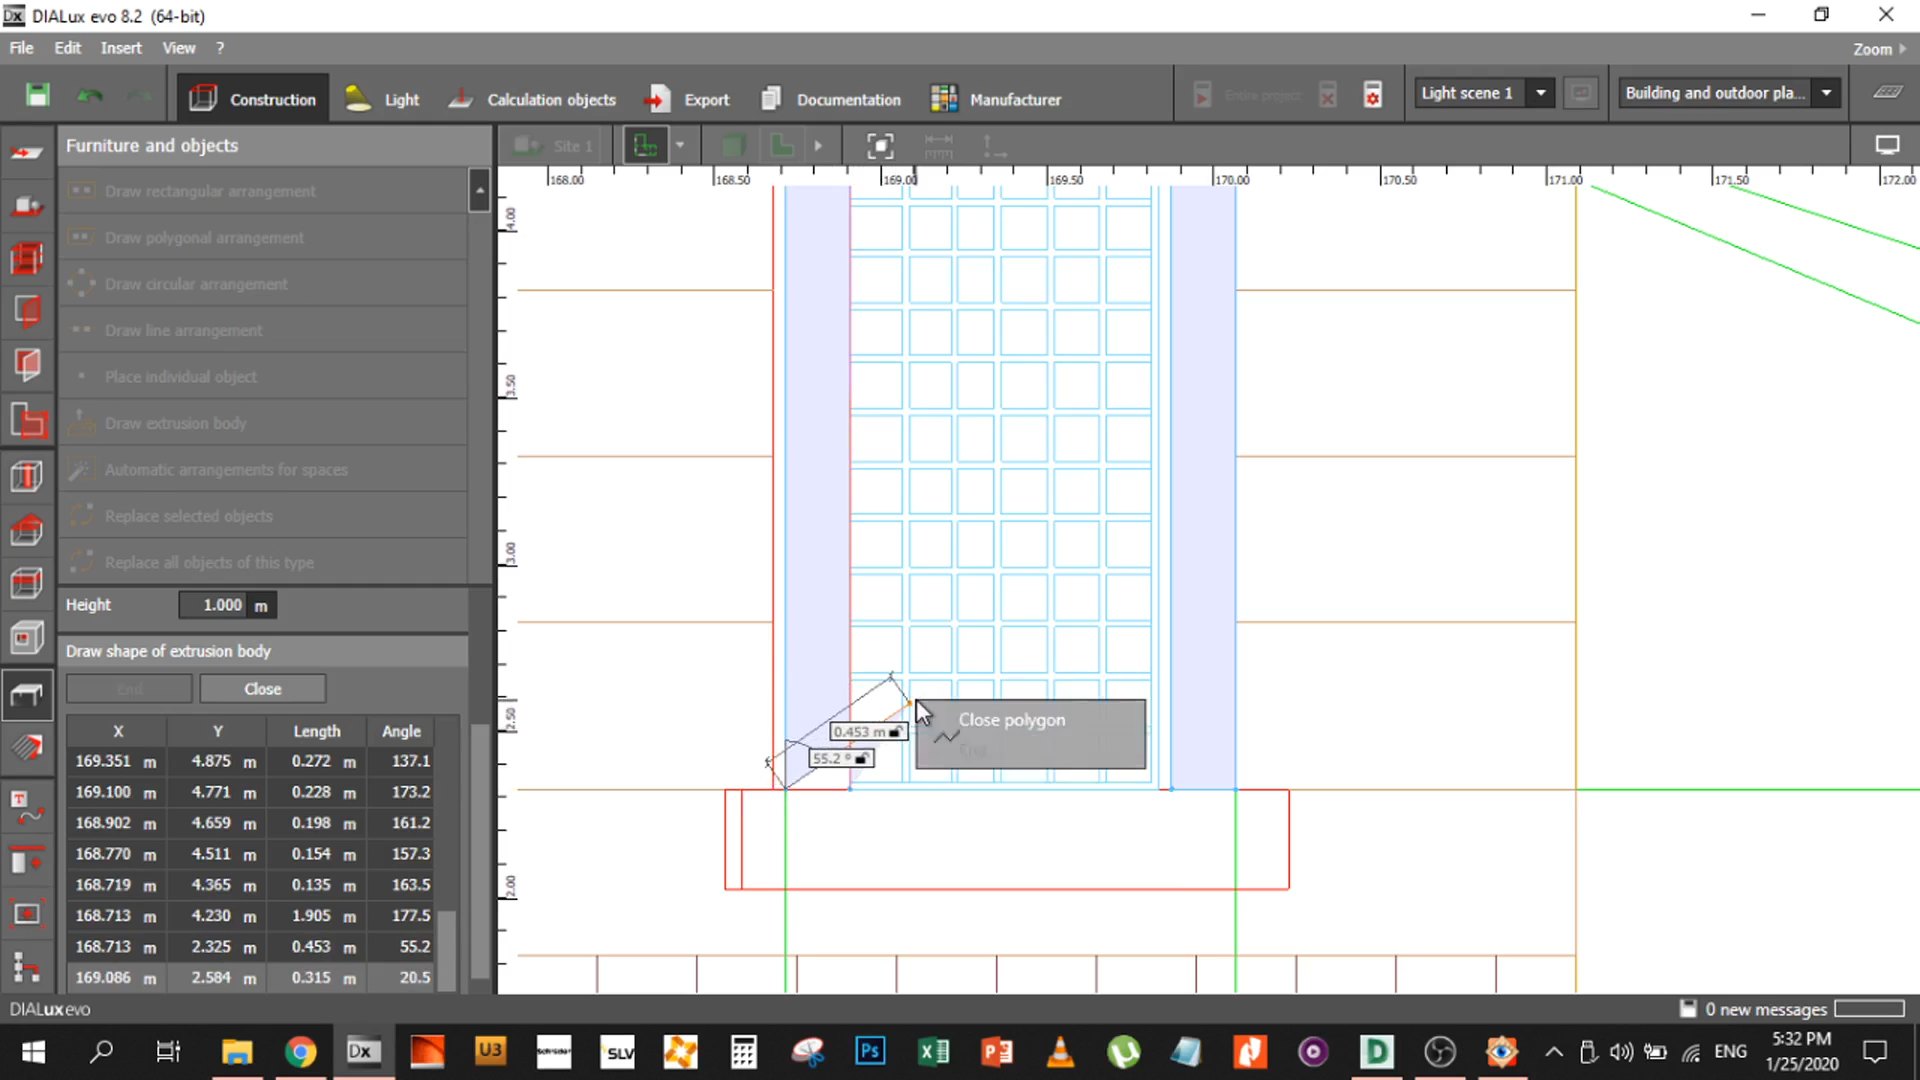 Dx DIALux evo 8.2 (64-bit)
File Edit Insert View ? Zoom
Construction Light Calculation objects Export Documentation Manufacturer Entire project Light scene 1 Building and outdoor pla...
Furniture and objects Site 1
168.00 168.50 169.00 169.50 170.00 170.50 171.00 171.50 172.00
Draw rectangular arrangement
4.00
Draw polygonal arrangement
Draw circular arrangement
Draw line arrangement
Place individual object
3.50
Draw extrusion body
Automatic arrangements for spaces
Replace selected objects
Replace all objects of this type
3.00
Height 1.000 m
Draw shape of extrusion body
End Close
2.50
Close polygon
End
0.453 m
55.2 °
X Y Length Angle
169.351 m 4.875 m 0.272 m 137.1
169.100 m 4.771 m 0.228 m 173.2
168.902 m 4.659 m 0.198 m 161.2
168.770 m 4.511 m 0.154 m 157.3
168.719 m 4.365 m 0.135 m 163.5
2.00
168.713 m 4.230 m 1.905 m 177.5
168.713 m 2.325 m 0.453 m 55.2
169.086 m 2.584 m 0.315 m 20.5
DIALux evo 0 new messages
Dx U3 Schréder SLV Ps D ENG 5:32 PM
1/25/2020